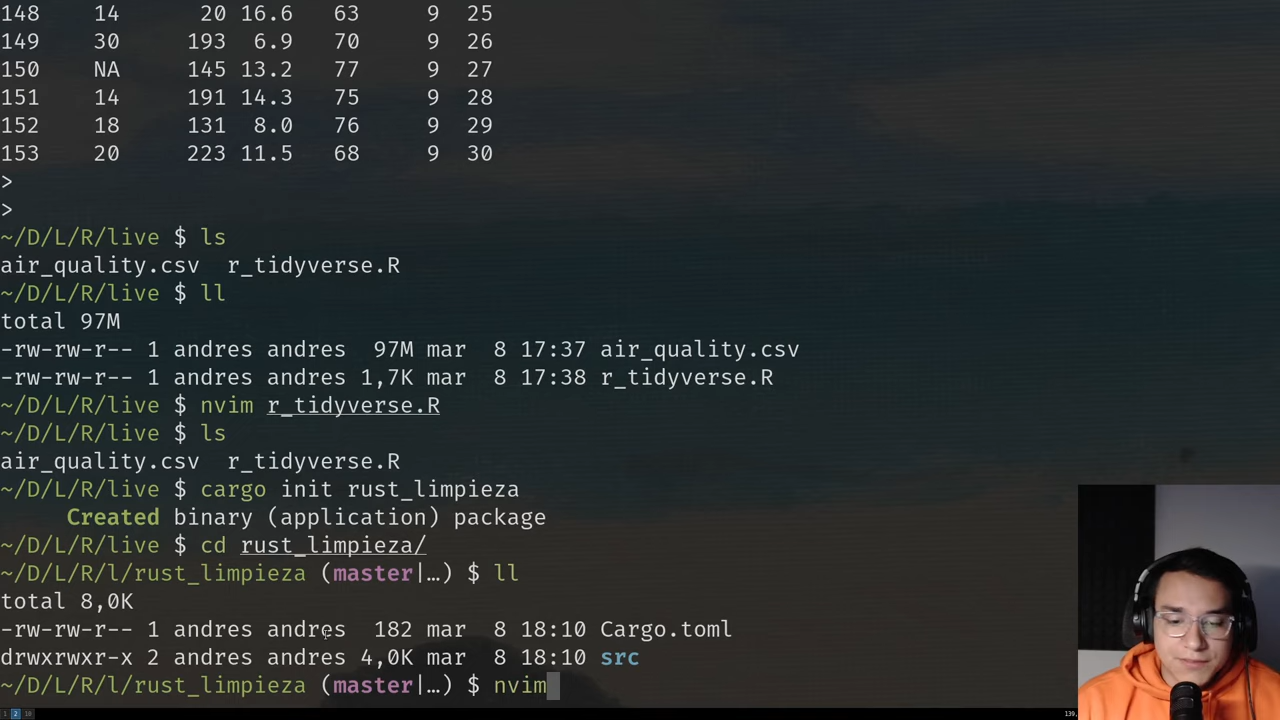 148    14      20 16.6   63     9  25
149    30     193  6.9   70     9  26
150    NA     145 13.2   77     9  27
151    14     191 14.3   75     9  28
152    18     131  8.0   76     9  29
153    20     223 11.5   68     9  30
>
>
~/D/L/R/live $ ls
air_quality.csv  r_tidyverse.R
~/D/L/R/live $ ll
total 97M
-rw-rw-r-- 1 andres andres  97M mar  8 17:37 air_quality.csv
-rw-rw-r-- 1 andres andres 1,7K mar  8 17:38 r_tidyverse.R
~/D/L/R/live $ nvim r_tidyverse.R
~/D/L/R/live $ ls
air_quality.csv  r_tidyverse.R
~/D/L/R/live $ cargo init rust_limpieza
     Created binary (application) package
~/D/L/R/live $ cd rust_limpieza/
~/D/L/R/l/rust_limpieza (master|…) $ ll
total 8,0K
-rw-rw-r-- 1 andres andres  182 mar  8 18:10 Cargo.toml
drwxrwxr-x 2 andres andres 4,0K mar  8 18:10 src
~/D/L/R/l/rust_limpieza (master|…) $ nvim
1 2 10
139,